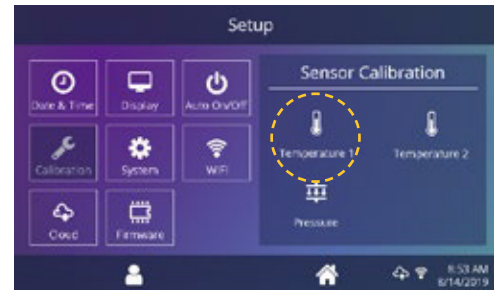 Setup
Date & Time
Display
Auto On/Off
Calibration
System
WiFi
Cloud
Firmware
Sensor Calibration
Temperature 1
Temperature 2
Pressure
8:53 AM
8/14/2019